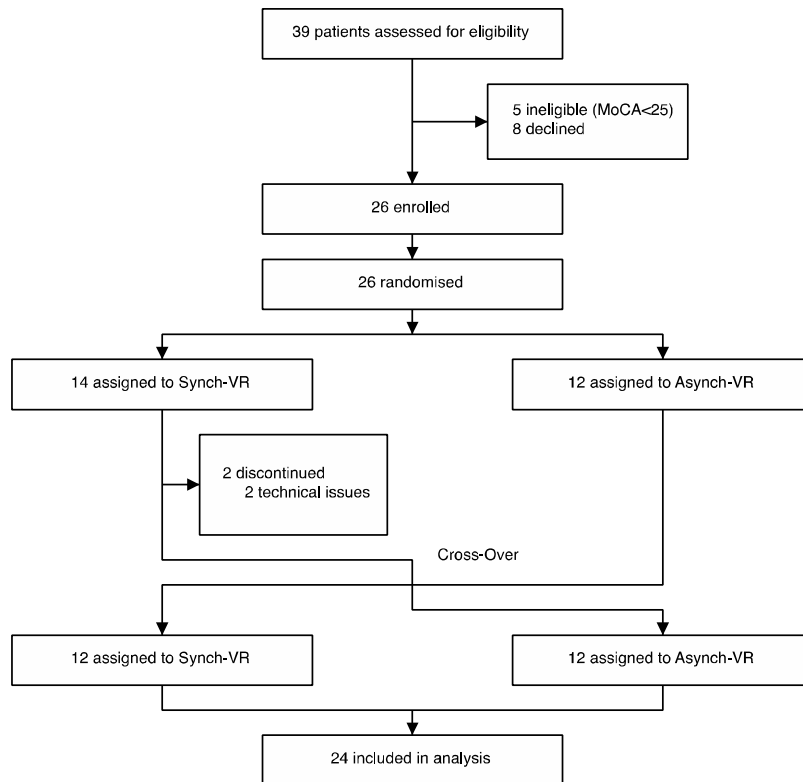 39 patients assessed for eligibility
5 ineligible (MoCA<25)
8 declined
26 enrolled
26 randomised
14 assigned to Synch-VR
12 assigned to Asynch-VR
2 discontinued
2 technical issues
Cross-Over
12 assigned to Synch-VR
12 assigned to Asynch-VR
24 included in analysis